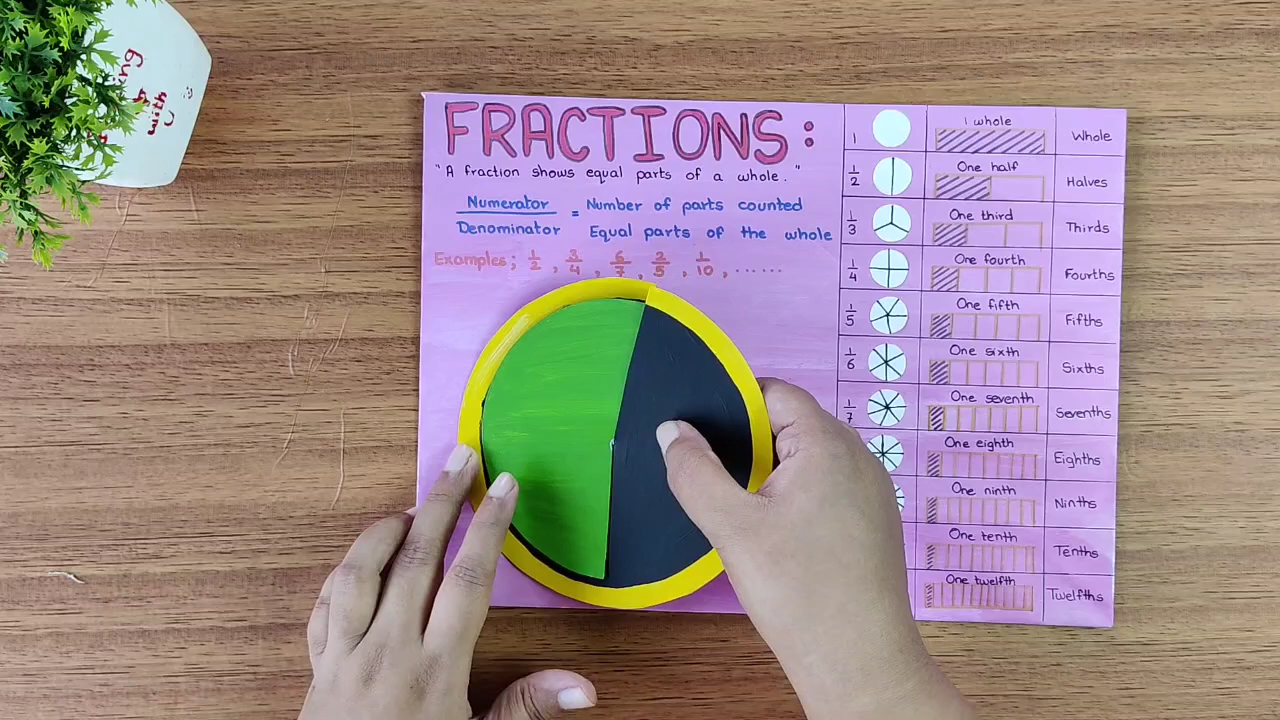 FRACTIONS:
"A fraction shows equal parts of a whole."
Numerator = Number of parts counted
Denominator Equal parts of the whole
Examples; 1/2, 3/4, 6/7, 2/5, 1/10, ......
1 1 whole Whole
1/2 One half Halves
1/3 One third Thirds
1/4 One fourth Fourths
1/5 One fifth Fifths
1/6 One sixth Sixths
1/7 One seventh Sevenths
One eighth Eighths
One ninth Ninths
One tenth Tenths
One twelfth Twelfths
with